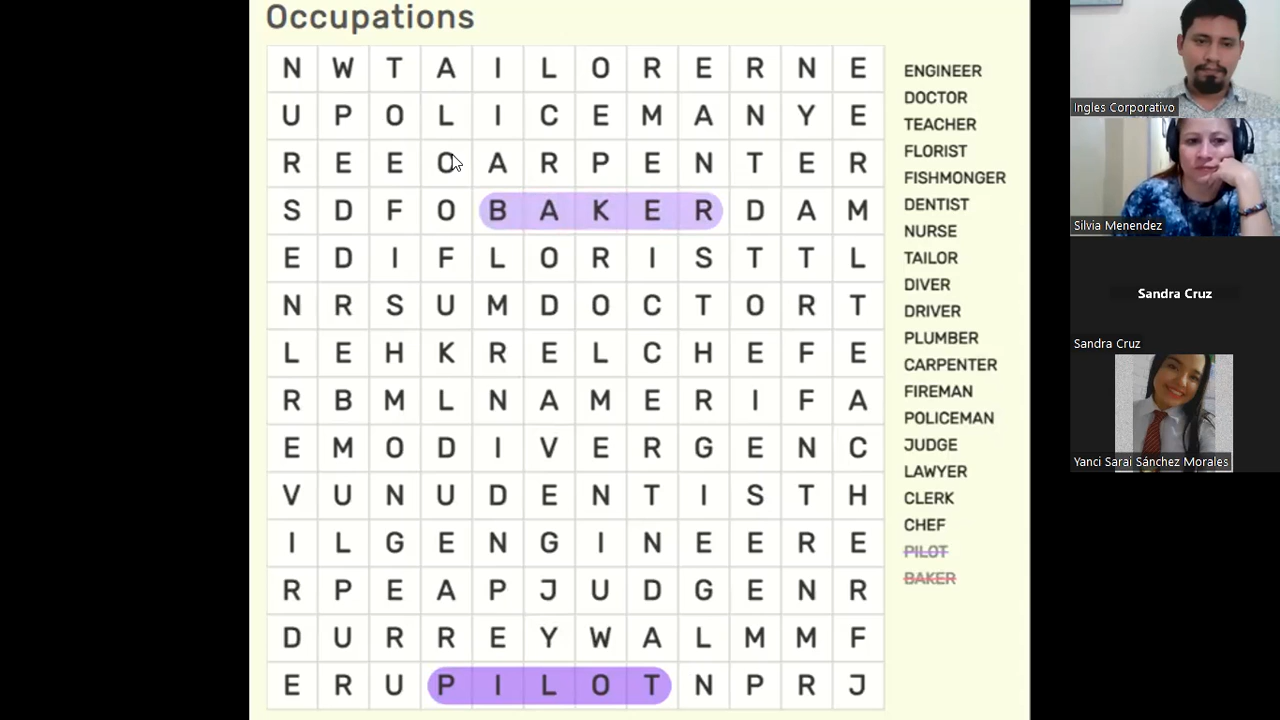 Occupations
N W T A I L O R E R N E
U P O L I C E M A N Y E
R E E O A R P E N T E R
S D F O B A K E R D A M
E D I F L O R I S T T L
N R S U M D O C T O R T
L E H K R E L C H E F E
R B M L N A M E R I F A
E M O D I V E R G E N C
V U N U D E N T I S T H
I L G E N G I N E E R E
R P E A P J U D G E N R
D U R R E Y W A L M M F
E R U P I L O T N P R J
ENGINEER
DOCTOR
TEACHER
FLORIST
FISHMONGER
DENTIST
NURSE
TAILOR
DIVER
DRIVER
PLUMBER
CARPENTER
FIREMAN
POLICEMAN
JUDGE
LAWYER
CLERK
CHEF
PILOT
BAKER
Ingles Corporativo
Silvia Menendez
Sandra Cruz
Sandra Cruz
Yanci Sarai Sánchez Morales